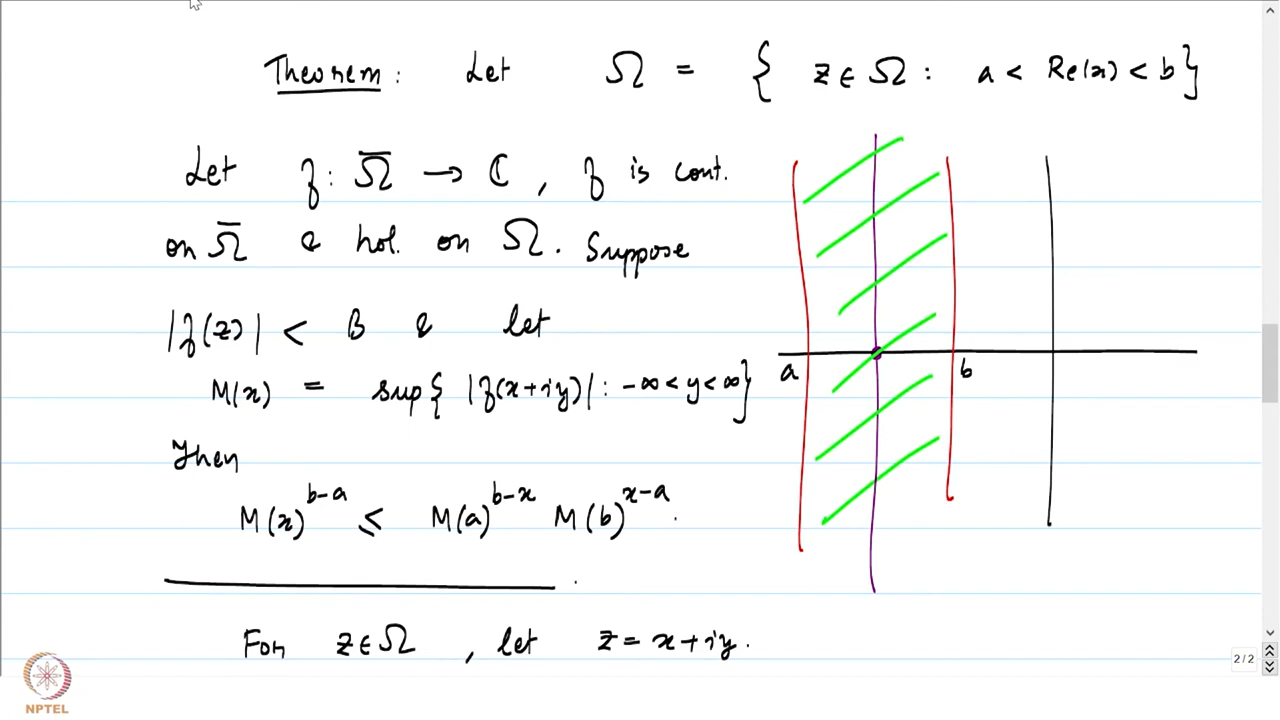 Theorem: Let Ω = { z ∈ Ω : a < Re(x) < b }
Let f : Ω̄ → ℂ, f is cont.
on Ω̄ & hol. on Ω. Suppose
|f(z)| < B & let
M(x) = sup{ |f(x+iy)| : -∞ < y < ∞ }
a b
Then
M(x)^{b-a} ≤ M(a)^{b-x} M(b)^{x-a}.
For z ∈ Ω, let z = x+iy.
2/2
NPTEL